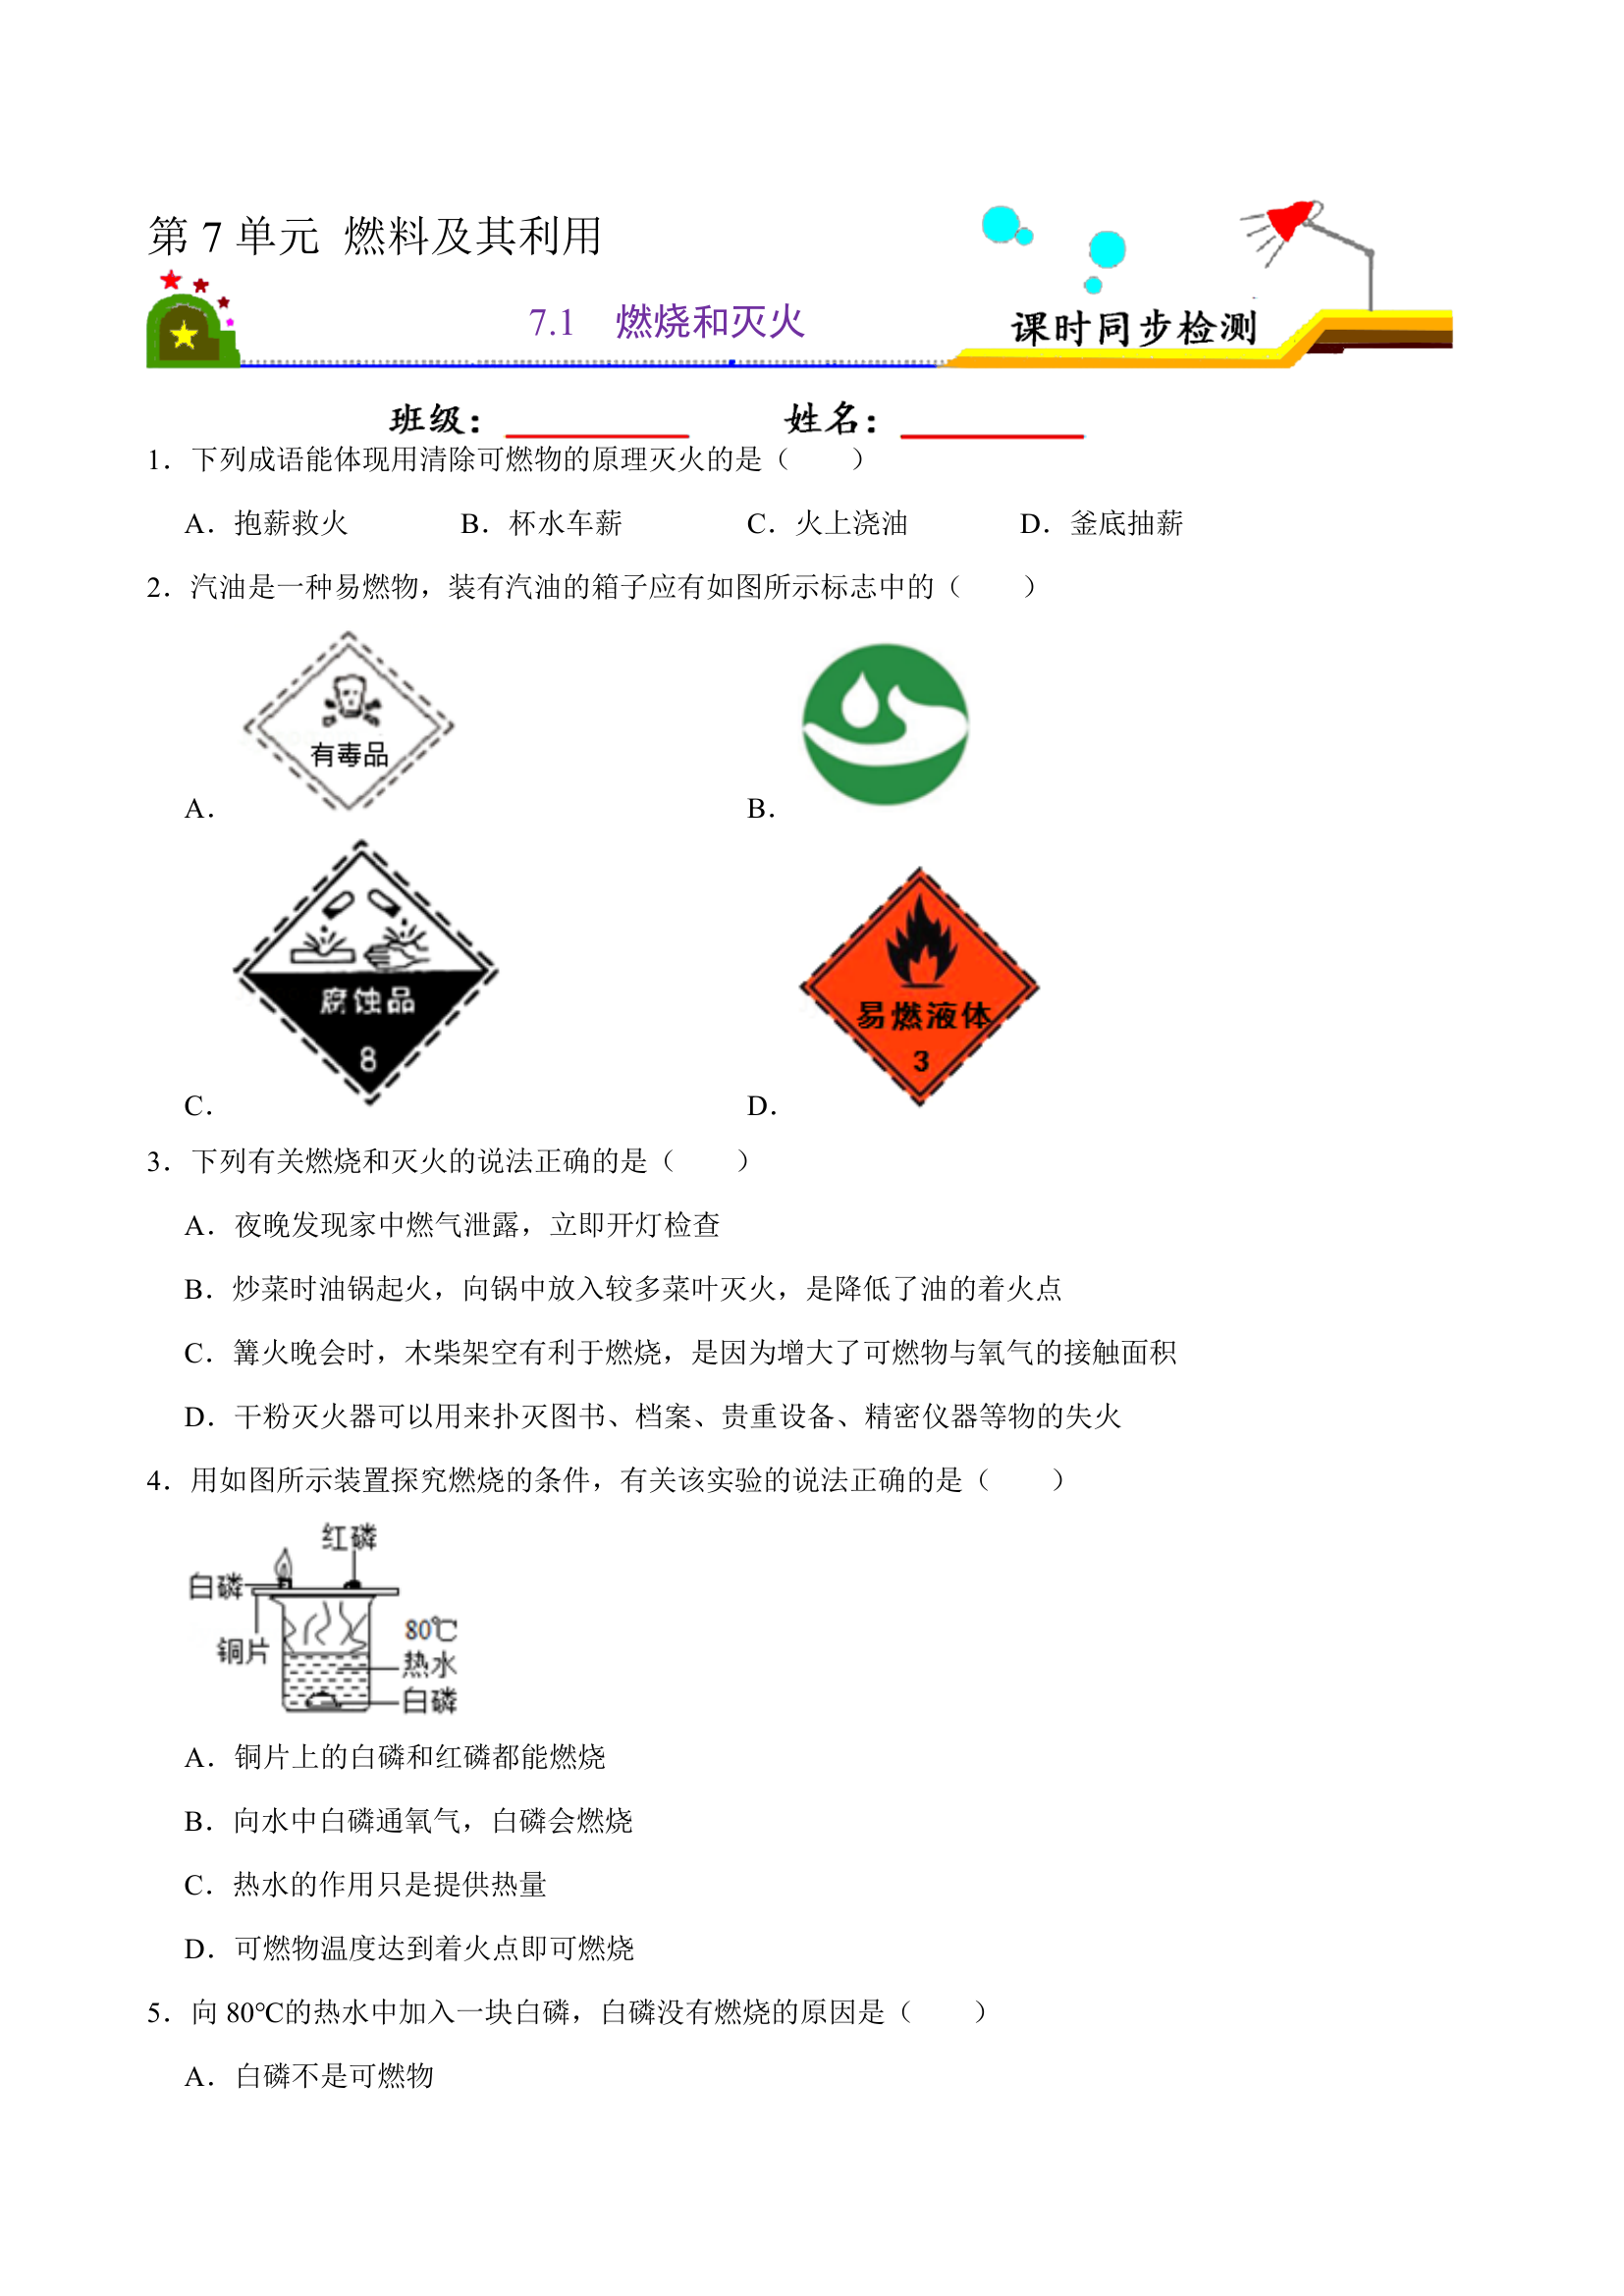 第 7 单元 燃料及其利用
7.1 燃烧和灭火
课时同步检测
班级： 姓名：
1．下列成语能体现用清除可燃物的原理灭火的是（ ）
A．抱薪救火 B．杯水车薪 C．火上浇油 D．釜底抽薪
2．汽油是一种易燃物，装有汽油的箱子应有如图所示标志中的（ ）
有毒品
A． B．
腐蚀品
8
易燃液体
3
C． D．
3．下列有关燃烧和灭火的说法正确的是（ ）
A．夜晚发现家中燃气泄露，立即开灯检查
B．炒菜时油锅起火，向锅中放入较多菜叶灭火，是降低了油的着火点
C．篝火晚会时，木柴架空有利于燃烧，是因为增大了可燃物与氧气的接触面积
D．干粉灭火器可以用来扑灭图书、档案、贵重设备、精密仪器等物的失火
4．用如图所示装置探究燃烧的条件，有关该实验的说法正确的是（ ）
红磷
白磷
铜片
80℃
热水
白磷
A．铜片上的白磷和红磷都能燃烧
B．向水中白磷通氧气，白磷会燃烧
C．热水的作用只是提供热量
D．可燃物温度达到着火点即可燃烧
5．向 80℃的热水中加入一块白磷，白磷没有燃烧的原因是（ ）
A．白磷不是可燃物